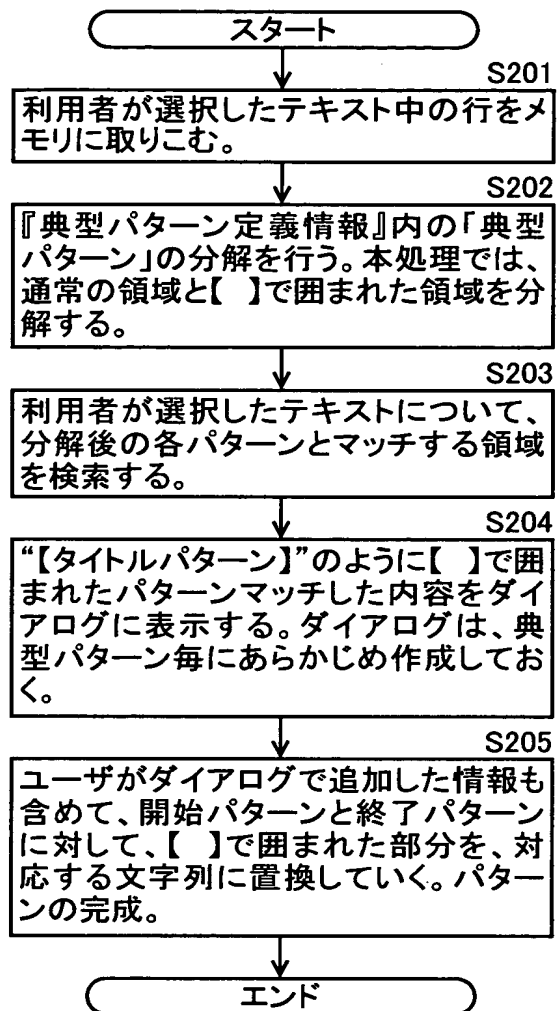 スタート
S201
利用者が選択したテキスト中の行をメ
モリに取りこむ。
S202
『典型パターン定義情報』内の「典型
パターン」の分解を行う。本処理では、
通常の領域と【 】で囲まれた領域を分
解する。
S203
利用者が選択したテキストについて、
分解後の各パターンとマッチする領域
を検索する。
S204
“【タイトルパターン】”のように【 】で囲
まれたパターンマッチした内容をダイ
アログに表示する。ダイアログは、典
型パターン毎にあらかじめ作成してお
く。
S205
ユーザがダイアログで追加した情報も
含めて、開始パターンと終了パターン
に対して、【 】で囲まれた部分を、対
応する文字列に置換していく。パター
ンの完成。
エンド